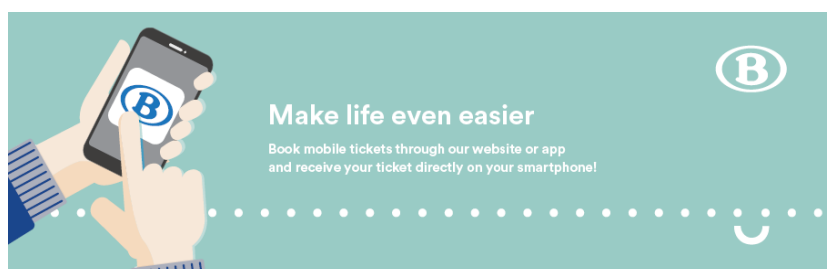 B
B
Make life even easier
Book mobile tickets through our website or app
and receive your ticket directly on your smartphone!